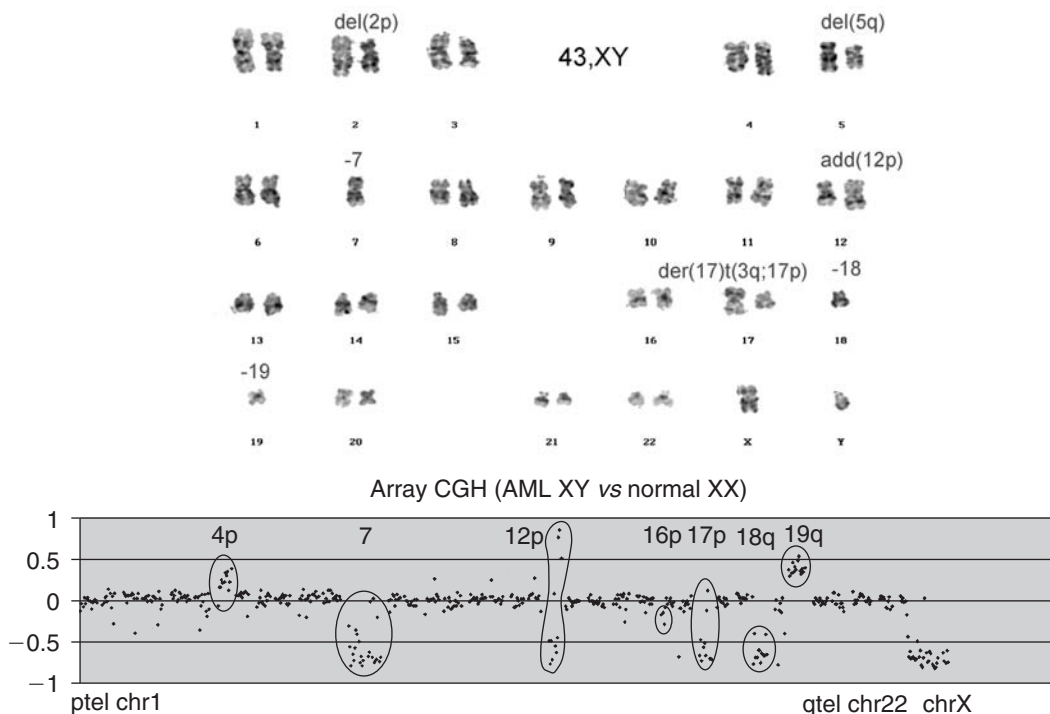 del(2p) del(5q)
43,XY
1 2 3 4 5
-7 add(12p)
6 7 8 9 10 11 12
der(17)t(3q;17p) -18
13 14 15 16 17 18
-19
19 20 21 22 X Y
Array CGH (AML XY vs normal XX)
1
4p 7 12p 16p 17p 18q 19q
0.5
0
−0.5
−1
ptel chr1 qtel chr22 chrX